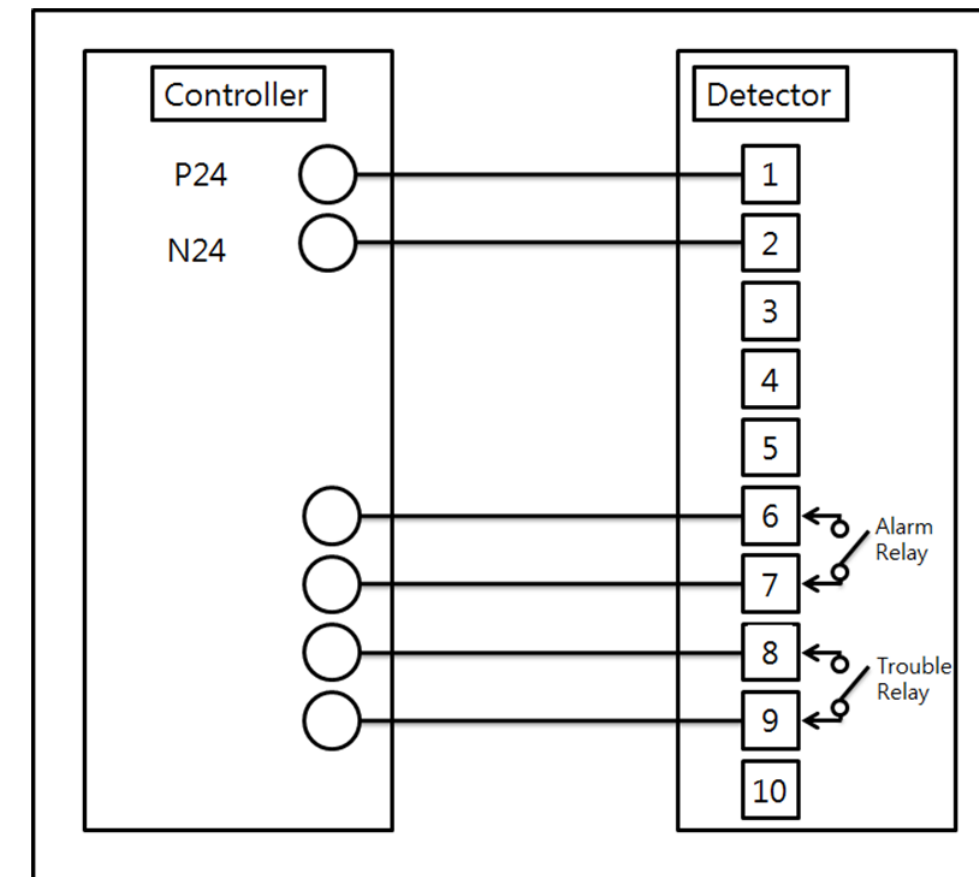 Controller
Detector
P24
1
N24
2
3
4
5
6
Alarm
Relay
7
8
Trouble
Relay
9
10